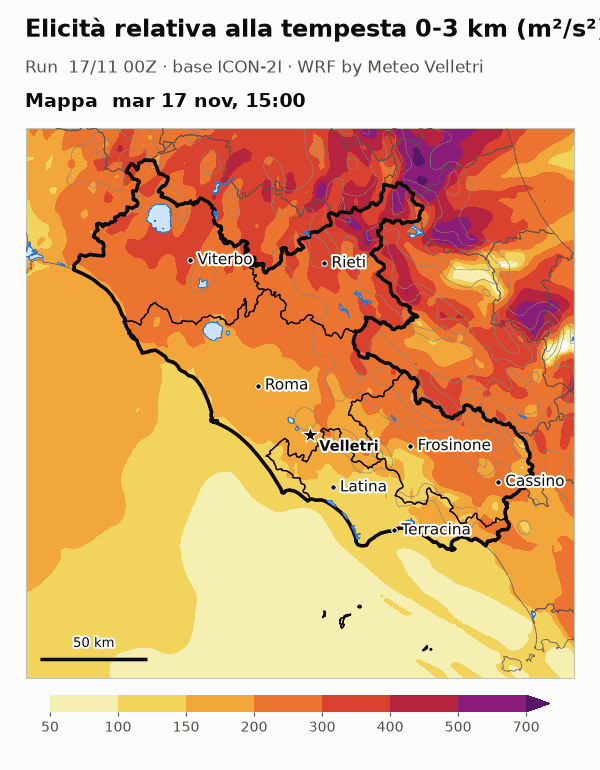 Elicità relativa alla tempesta 0-3 km (m²/s²)
Run  17/11 00Z · base ICON-2I · WRF by Meteo Velletri
Mappa  mar 17 nov, 15:00
Viterbo
Rieti
Roma
Velletri
Frosinone
Cassino
Latina
Terracina
50 km
50 100 150 200 300 400 500 700